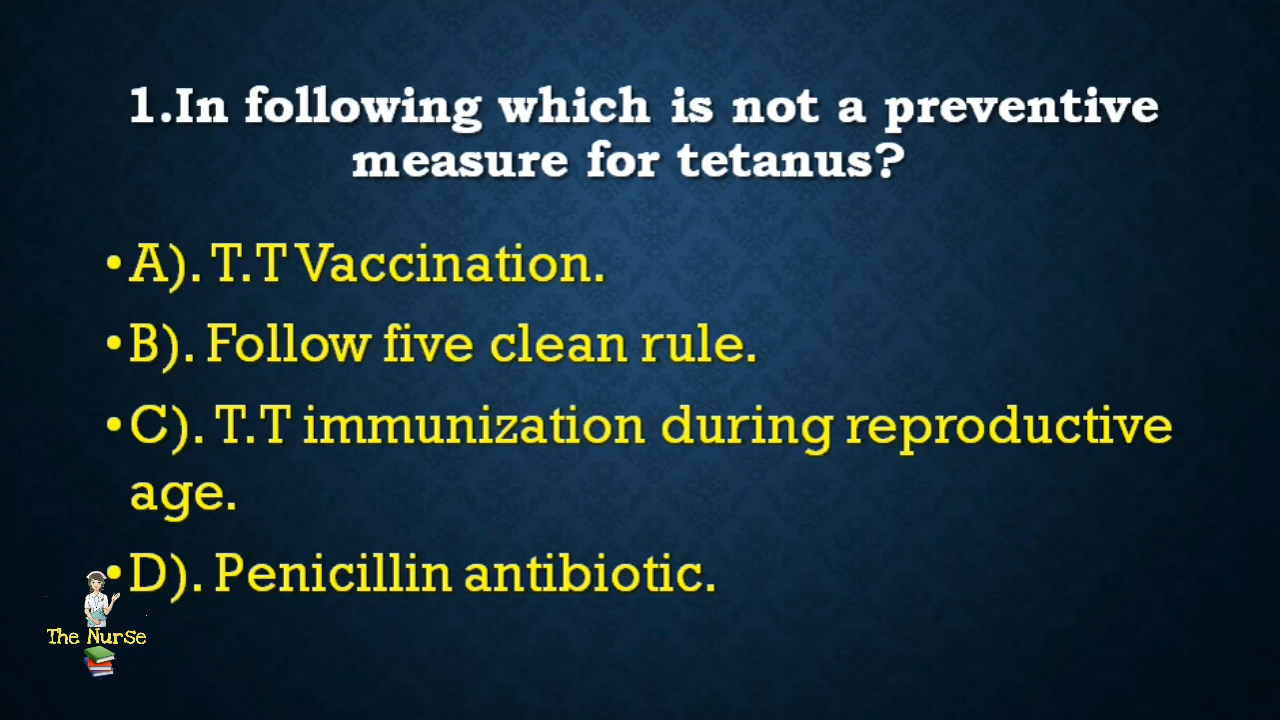 1.In following which is not a preventive
measure for tetanus?
•A). T.T Vaccination.
•B). Follow five clean rule.
•C). T.T immunization during reproductive
age.
•D). Penicillin antibiotic.
The Nurse